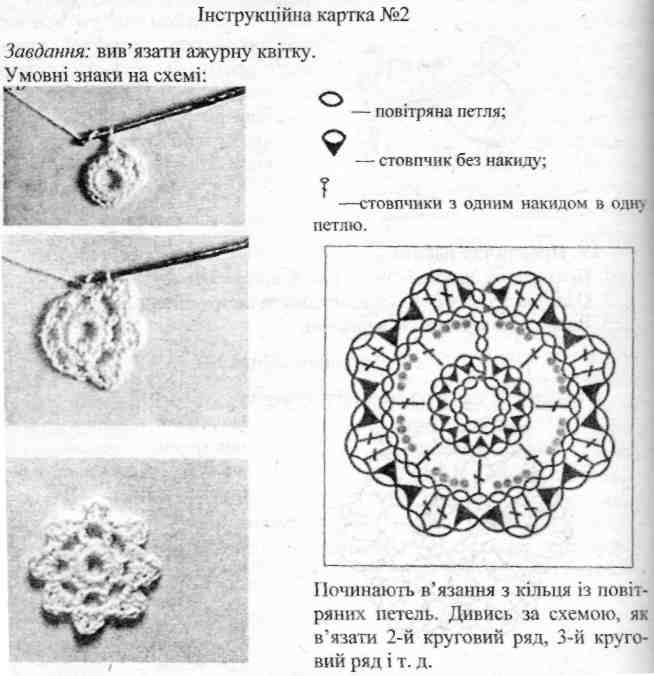 Інструкційна картка №2
Завдання: вив’язати ажурну квітку.
Умовні знаки на схемі:
— повітряна петля;
— стовпчик без накиду;
—стовпчики з одним накидом в одну
петлю.
Починають в’язання з кільця із повіт-
ряних петель. Дивись за схемою, як
в’язати 2-й круговий ряд, 3-й круго-
вий ряд і т. д.